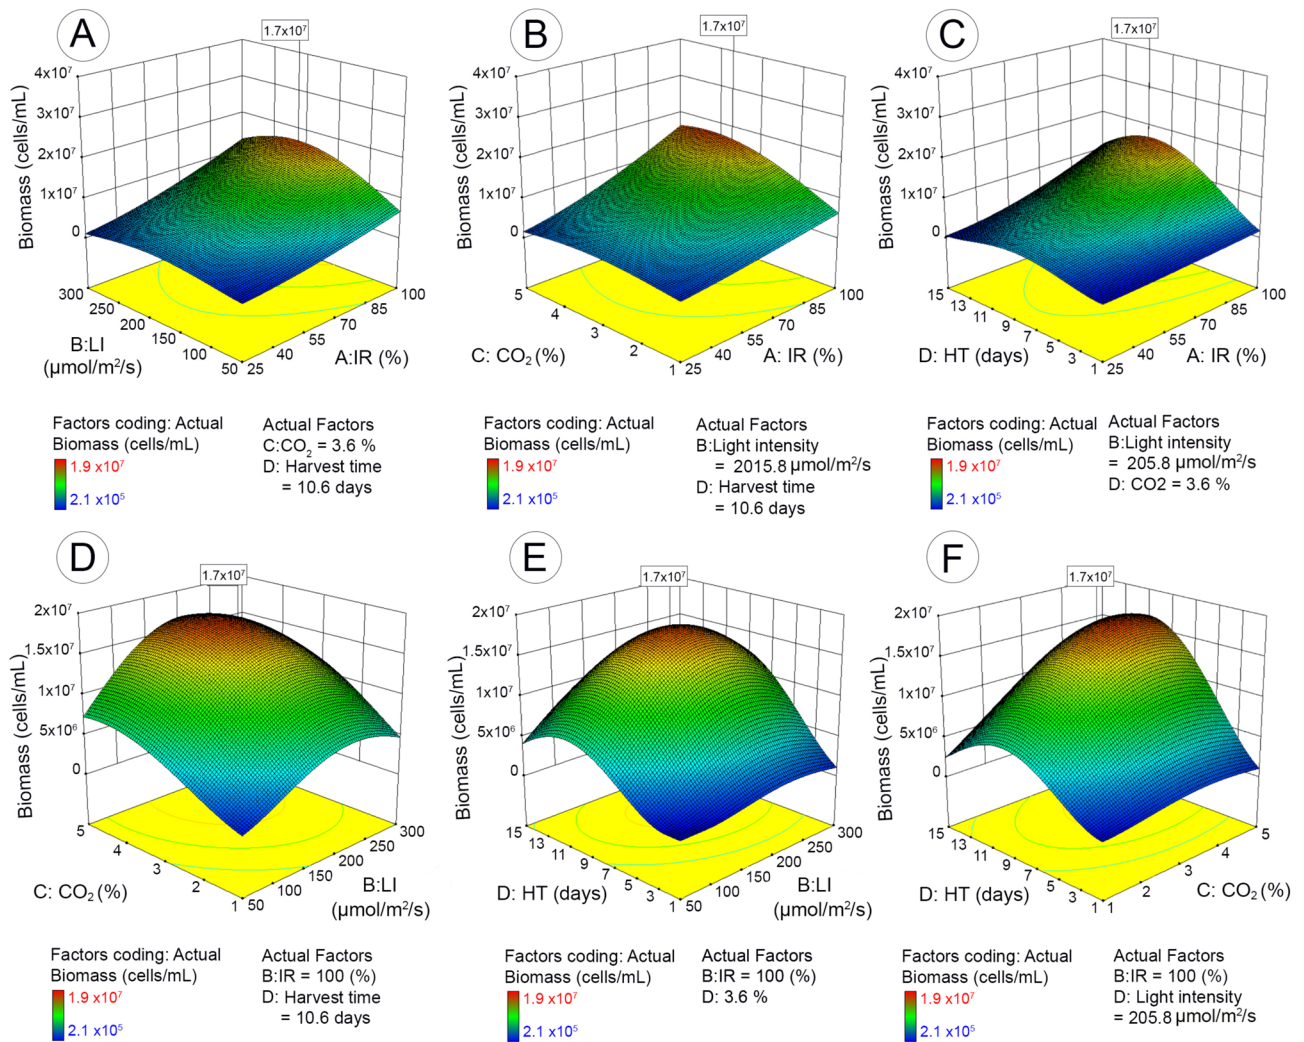 A
1.7x10⁷
4x10⁷
3x10⁷
2x10⁷
1x10⁷
0
Biomass (cells/mL)
300
250
200
150
100
50
25
40
55
70
85
100
B:LI
(µmol/m²/s)
A:IR (%)
Factors coding: Actual
Biomass (cells/mL)
1.9 x10⁷
2.1 x10⁵
Actual Factors
C:CO₂ = 3.6 %
D: Harvest time
= 10.6 days
B
1.7x10⁷
4x10⁷
3x10⁷
2x10⁷
1x10⁷
0
Biomass (cells/mL)
5
4
3
2
1
25
40
55
70
85
100
C: CO₂ (%)
A: IR (%)
Factors coding: Actual
Biomass (cells/mL)
1.9 x10⁷
2.1 x10⁵
Actual Factors
B:Light intensity
= 2015.8 µmol/m²/s
D: Harvest time
= 10.6 days
C
1.7x10⁷
4x10⁷
3x10⁷
2x10⁷
1x10⁷
0
Biomass (cells/mL)
15
13
11
9
7
5
3
1
25
40
55
70
85
100
D: HT (days)
A: IR (%)
Factors coding: Actual
Biomass (cells/mL)
1.9 x10⁷
2.1 x10⁵
Actual Factors
B:Light intensity
= 205.8 µmol/m²/s
D: CO2 = 3.6 %
D
1.7x10⁷
2x10⁷
1.5x10⁷
1x10⁷
5x10⁶
0
Biomass (cells/mL)
5
4
3
2
1
50
100
150
200
250
300
C: CO₂ (%)
B:LI
(µmol/m²/s)
Factors coding: Actual
Biomass (cells/mL)
1.9 x10⁷
2.1 x10⁵
Actual Factors
B:IR = 100 (%)
D: Harvest time
= 10.6 days
E
1.7x10⁷
2x10⁷
1.5x10⁷
1x10⁷
5x10⁶
0
Biomass (cells/mL)
15
13
11
9
7
5
3
1
50
100
150
200
250
300
D: HT (days)
B:LI
(µmol/m²/s)
Factors coding: Actual
Biomass (cells/mL)
1.9 x10⁷
2.1 x10⁵
Actual Factors
B:IR = 100 (%)
D: 3.6 %
F
1.7x10⁷
2x10⁷
1.5x10⁷
1x10⁷
5x10⁶
0
Biomass (cells/mL)
15
13
11
9
7
5
3
1
1
2
3
4
5
D: HT (days)
C: CO₂ (%)
Factors coding: Actual
Biomass (cells/mL)
1.9 x10⁷
2.1 x10⁵
Actual Factors
B:IR = 100 (%)
D: Light intensity
= 205.8 µmol/m²/s